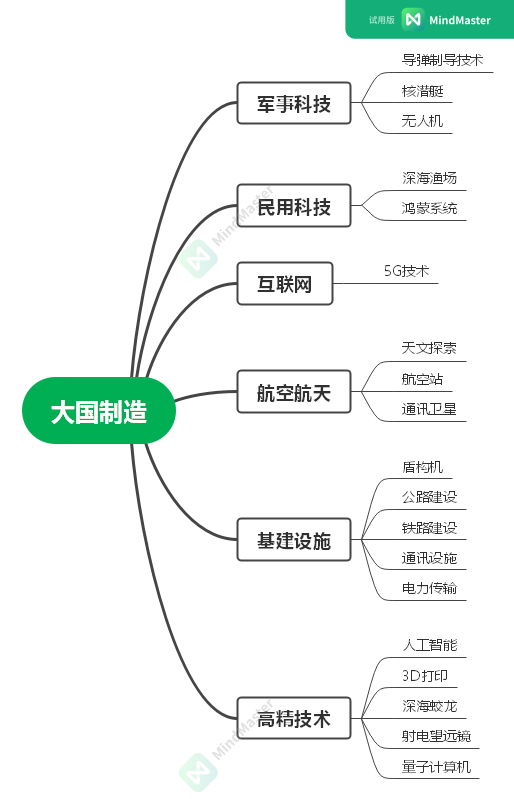 试用版 MindMaster
大国制造
军事科技
导弹制导技术
核潜艇
无人机
民用科技
深海渔场
鸿蒙系统
互联网
5G技术
航空航天
天文探索
航空站
通讯卫星
基建设施
盾构机
公路建设
铁路建设
通讯设施
电力传输
高精技术
人工智能
3D打印
深海蛟龙
射电望远镜
量子计算机
MindMaster
MindMaster